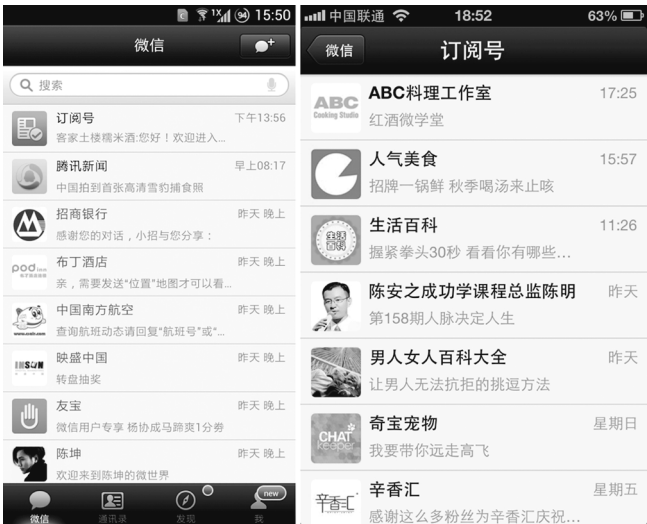 1X
94
15:50
微信
搜索
订阅号
下午13:56
客家土楼糯米酒:您好！欢迎进入...
腾讯新闻
早上08:17
中国拍到首张高清雪豹捕食照
招商银行
昨天 晚上
感谢您的对话，小招与您分享：
pod
布丁酒店
昨天 晚上
亲，需要发送“位置”地图才可以看...
中国南方航空
昨天 晚上
查询航班动态请回复“航班号”或“...
映盛中国
昨天 晚上
转盘抽奖
友宝
昨天 晚上
微信用户专享 杨协成马蹄爽1分劵
陈坤
昨天 晚上
欢迎来到陈坤的微世界
微信
通讯录
发现
new
我
中国联通
18:52
63%
微信
订阅号
ABC
Cooking Studio
ABC料理工作室
17:25
红酒微学堂
人气美食
15:57
招牌一锅鲜 秋季喝汤来止咳
生活百科
生活百科
11:26
握紧拳头30秒 看看你有哪些...
陈安之成功学课程总监陈明
昨天
第158期人脉决定人生
男人女人百科大全
昨天
让男人无法抗拒的挑逗方法
CHAT
keeper
奇宝宠物
星期日
我要带你远走高飞
辛香汇
辛香汇
星期五
感谢这么多粉丝为辛香汇庆祝...